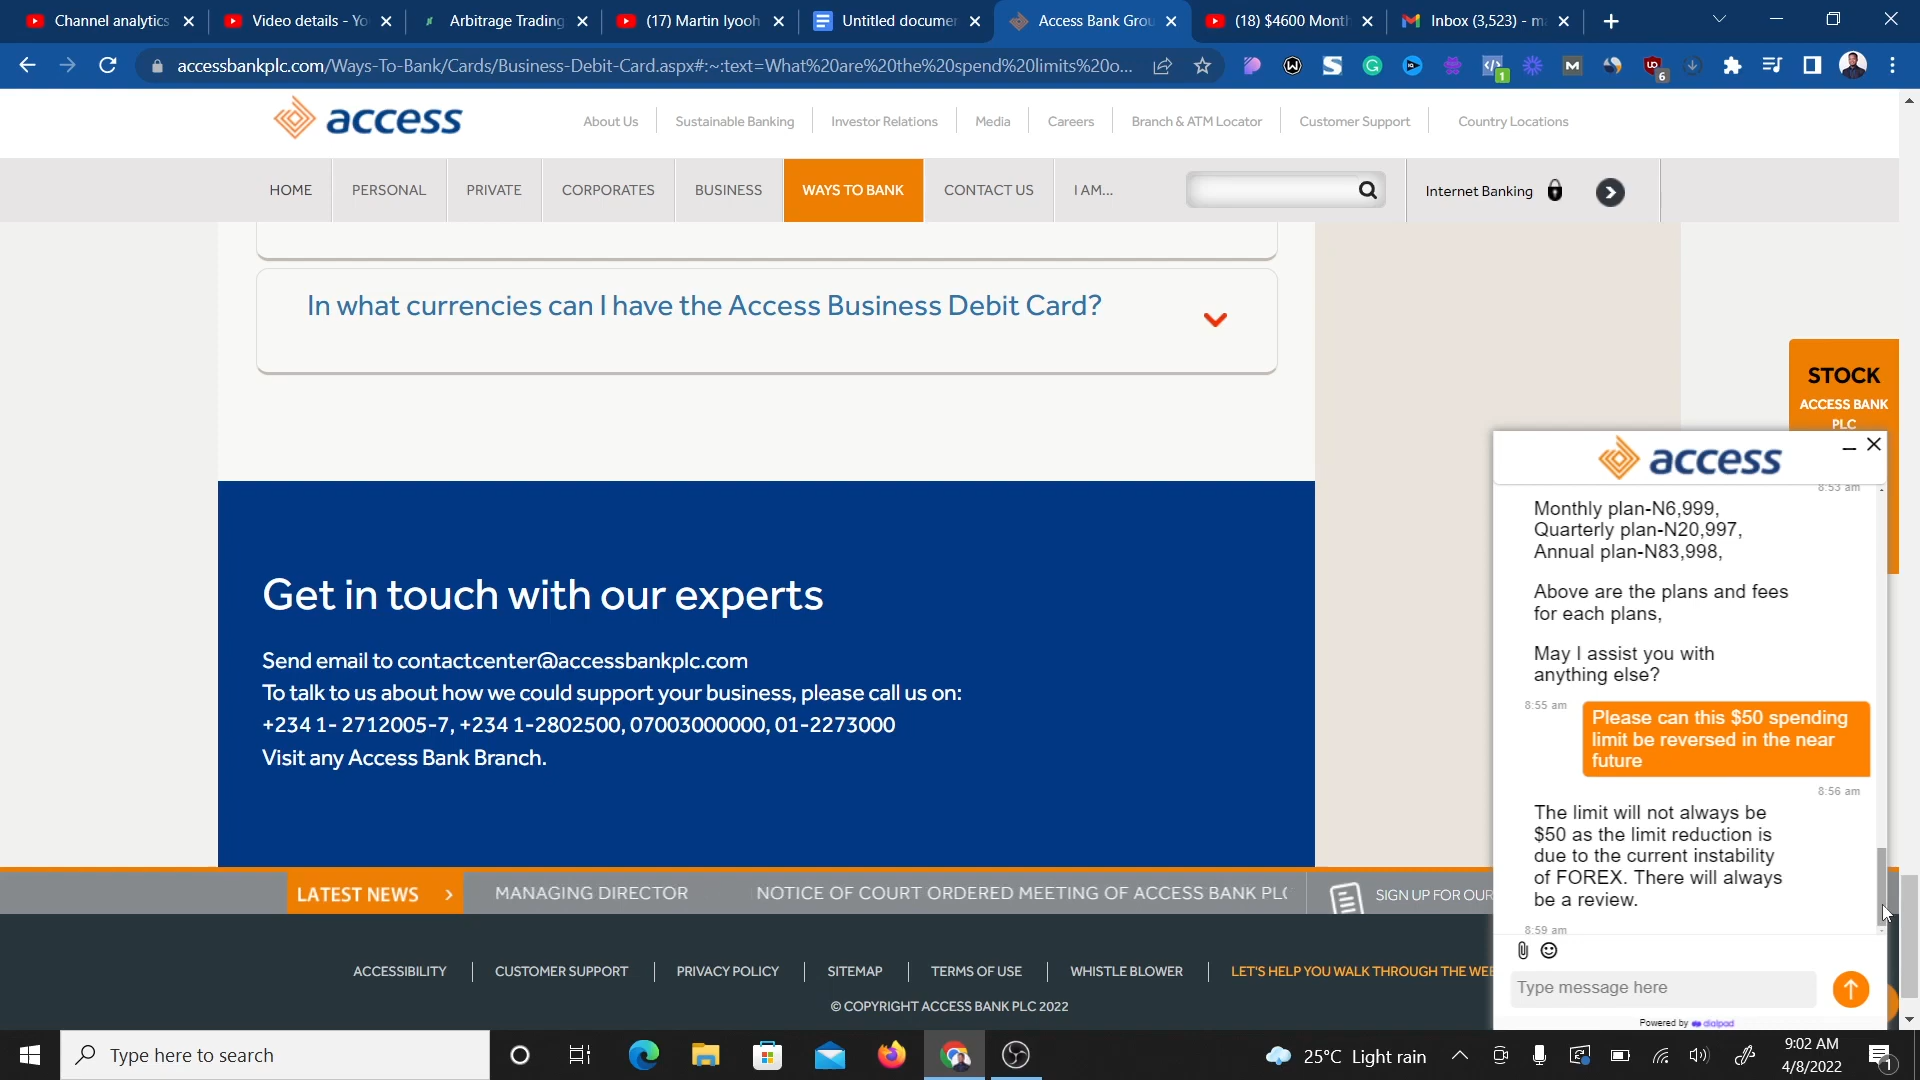 Channel analytics
Video details - Yo
Arbitrage Trading
(17) Martin Iyooh
Untitled documen
Access Bank Grou
(18) $4600 Month
Inbox (3,523) - m
accessbankplc.com/Ways-To-Bank/Cards/Business-Debit-Card.aspx#:~:text=What%20are%20the%20spend%20limits%20o...
1
6
access
About Us
Sustainable Banking
Investor Relations
Media
Careers
Branch & ATM Locator
Customer Support
Country Locations
HOME
PERSONAL
PRIVATE
CORPORATES
BUSINESS
WAYS TO BANK
CONTACT US
I AM...
Internet Banking
In what currencies can I have the Access Business Debit Card?
STOCK
ACCESS BANK
PLC
Get in touch with our experts
Send email to contactcenter@accessbankplc.com
To talk to us about how we could support your business, please call us on:
+234 1- 2712005-7, +234 1-2802500, 07003000000, 01-2273000
Visit any Access Bank Branch.
access
8:53 am
Monthly plan-N6,999,
Quarterly plan-N20,997,
Annual plan-N83,998,
Above are the plans and fees
for each plans,
May I assist you with
anything else?
8:55 am
Please can this $50 spending
limit be reversed in the near
future
8:56 am
The limit will not always be
$50 as the limit reduction is
due to the current instability
of FOREX. There will always
be a review.
8:59 am
Type message here
Powered by dialpad
LATEST NEWS
MANAGING DIRECTOR
NOTICE OF COURT ORDERED MEETING OF ACCESS BANK PLC
SIGN UP FOR OUR
ACCESSIBILITY
CUSTOMER SUPPORT
PRIVACY POLICY
SITEMAP
TERMS OF USE
WHISTLE BLOWER
LET'S HELP YOU WALK THROUGH THE WEB
© COPYRIGHT ACCESS BANK PLC 2022
Type here to search
25°C Light rain
9:02 AM
4/8/2022
1